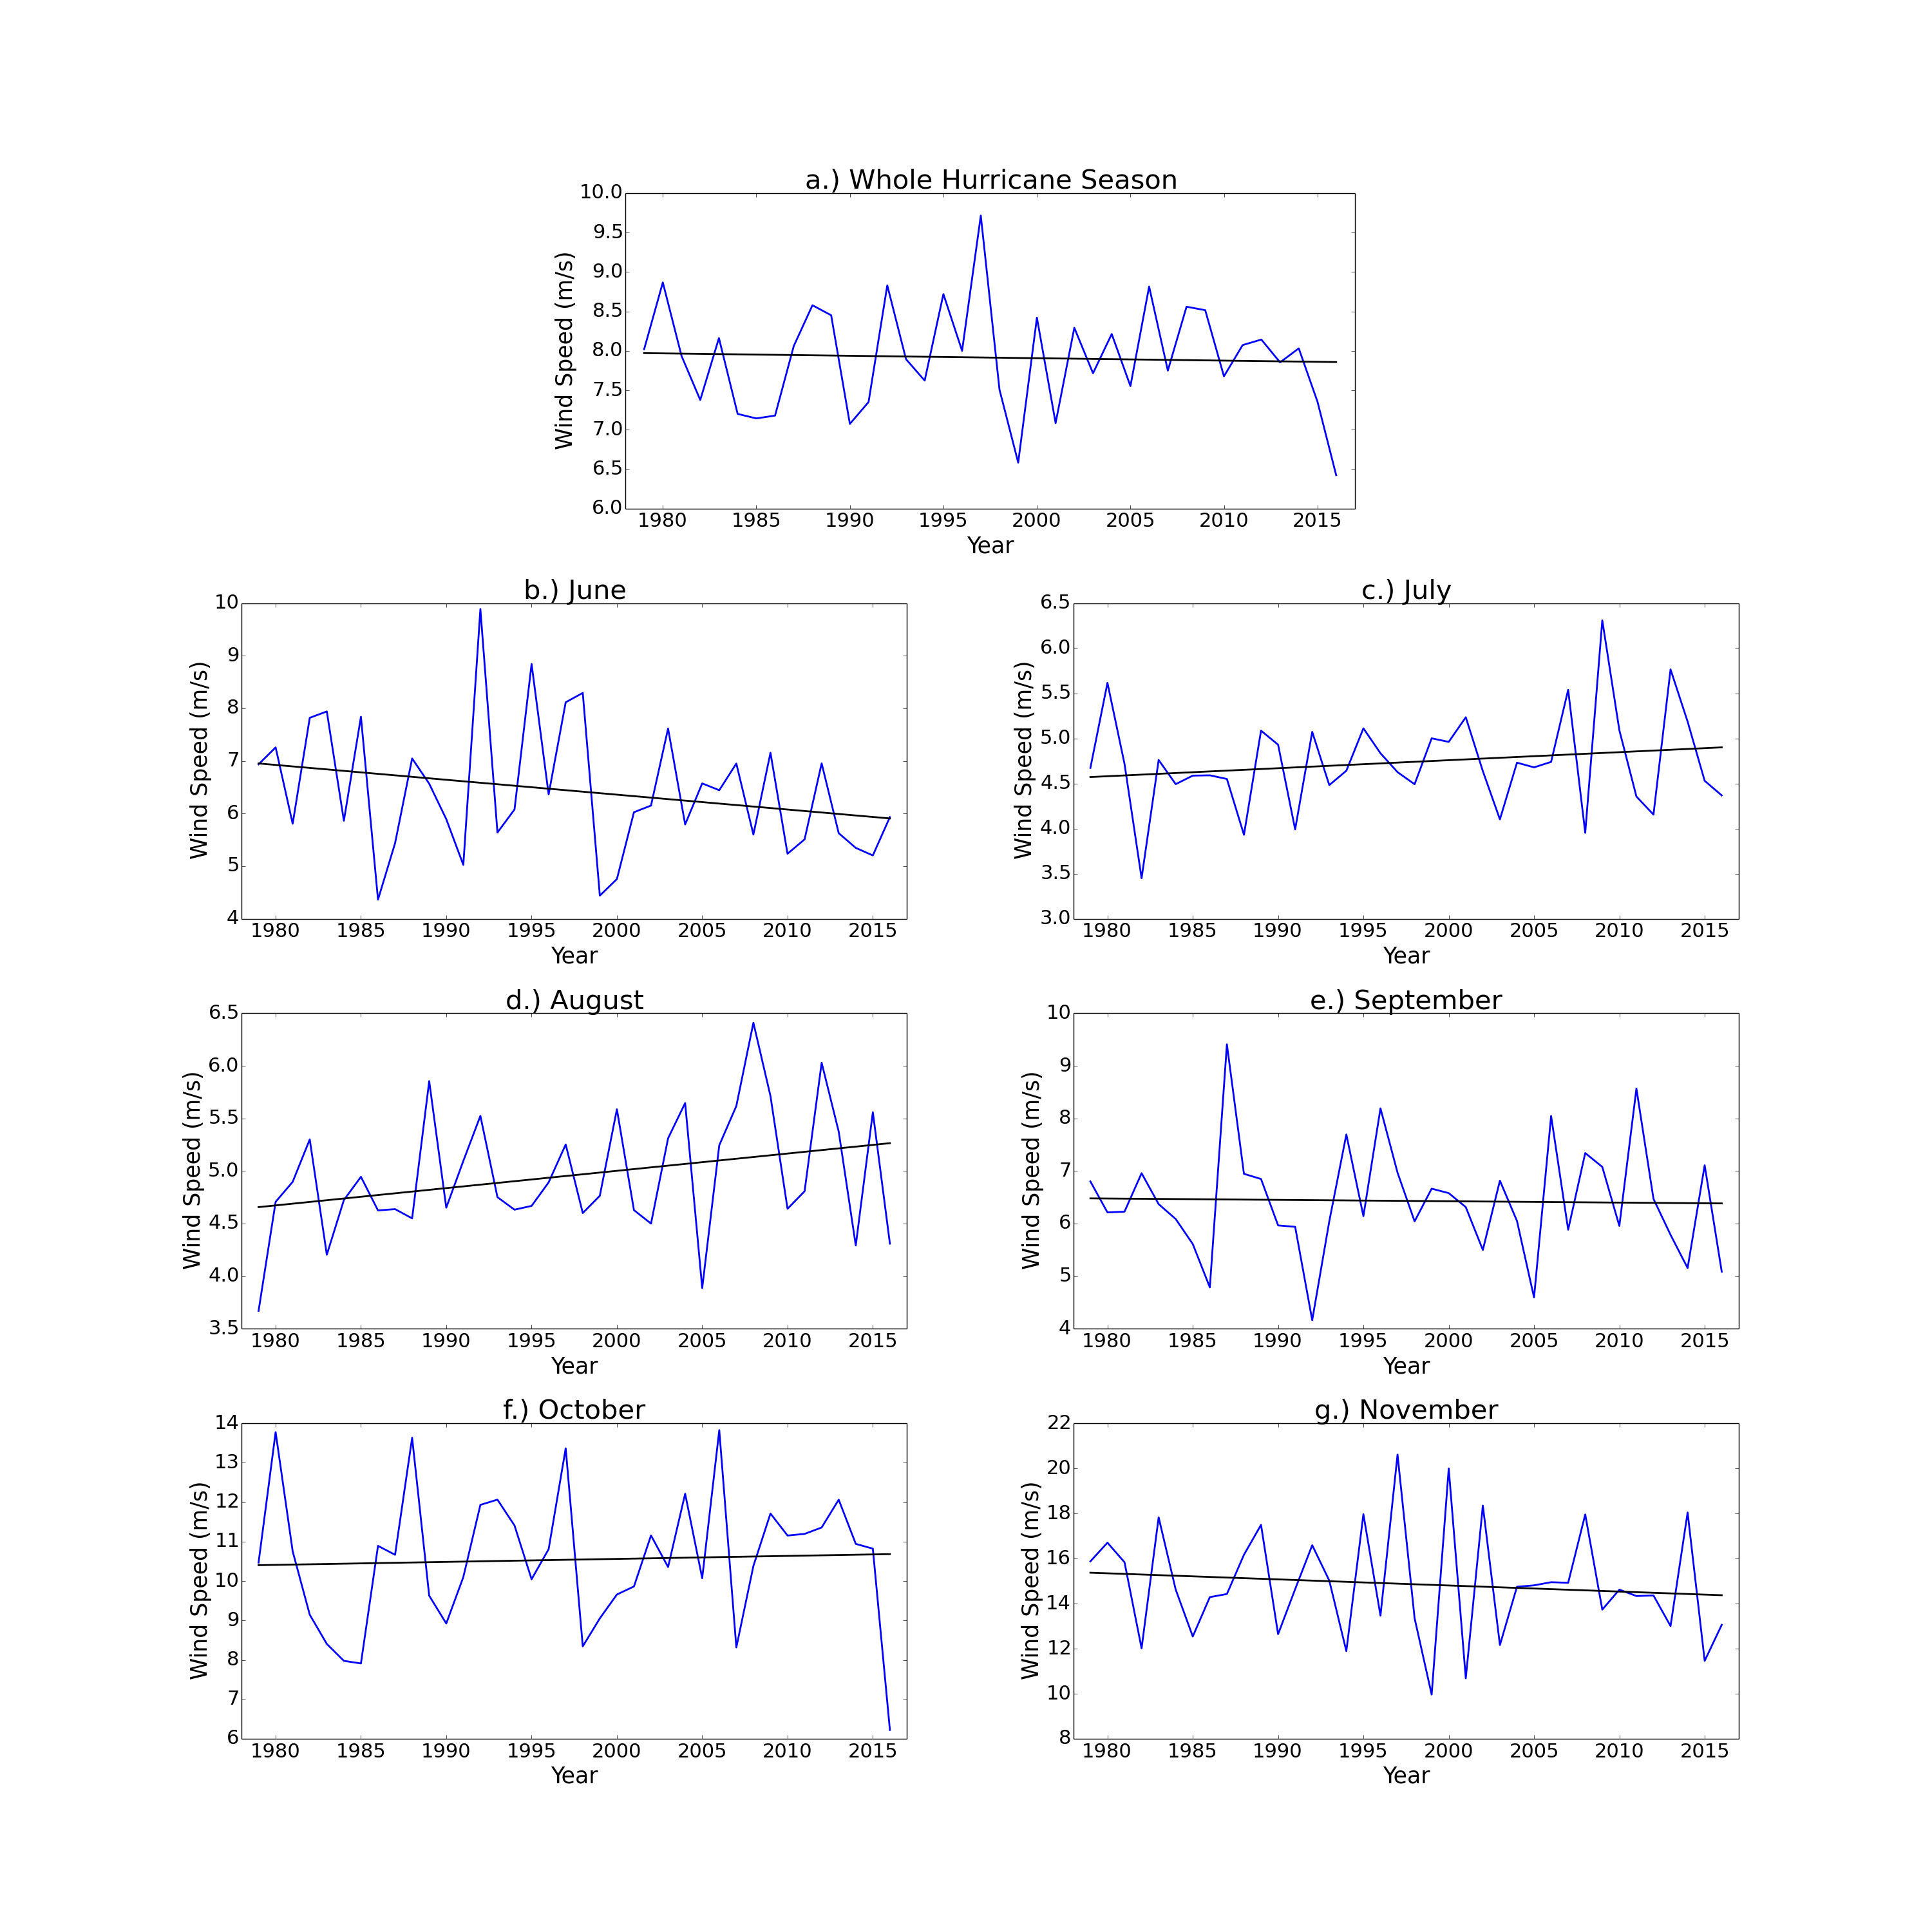 a.) Whole Hurricane Season
10.0
9.5
9.0
8.5
8.0
7.5
7.0
6.5
6.0
Wind Speed (m/s)
1980 1985 1990 1995 2000 2005 2010 2015
Year
b.) June
10
9
8
7
6
5
4
Wind Speed (m/s)
1980 1985 1990 1995 2000 2005 2010 2015
Year
c.) July
6.5
6.0
5.5
5.0
4.5
4.0
3.5
3.0
Wind Speed (m/s)
1980 1985 1990 1995 2000 2005 2010 2015
Year
d.) August
6.5
6.0
5.5
5.0
4.5
4.0
3.5
Wind Speed (m/s)
1980 1985 1990 1995 2000 2005 2010 2015
Year
e.) September
10
9
8
7
6
5
4
Wind Speed (m/s)
1980 1985 1990 1995 2000 2005 2010 2015
Year
f.) October
14
13
12
11
10
9
8
7
6
Wind Speed (m/s)
1980 1985 1990 1995 2000 2005 2010 2015
Year
g.) November
22
20
18
16
14
12
10
8
Wind Speed (m/s)
1980 1985 1990 1995 2000 2005 2010 2015
Year